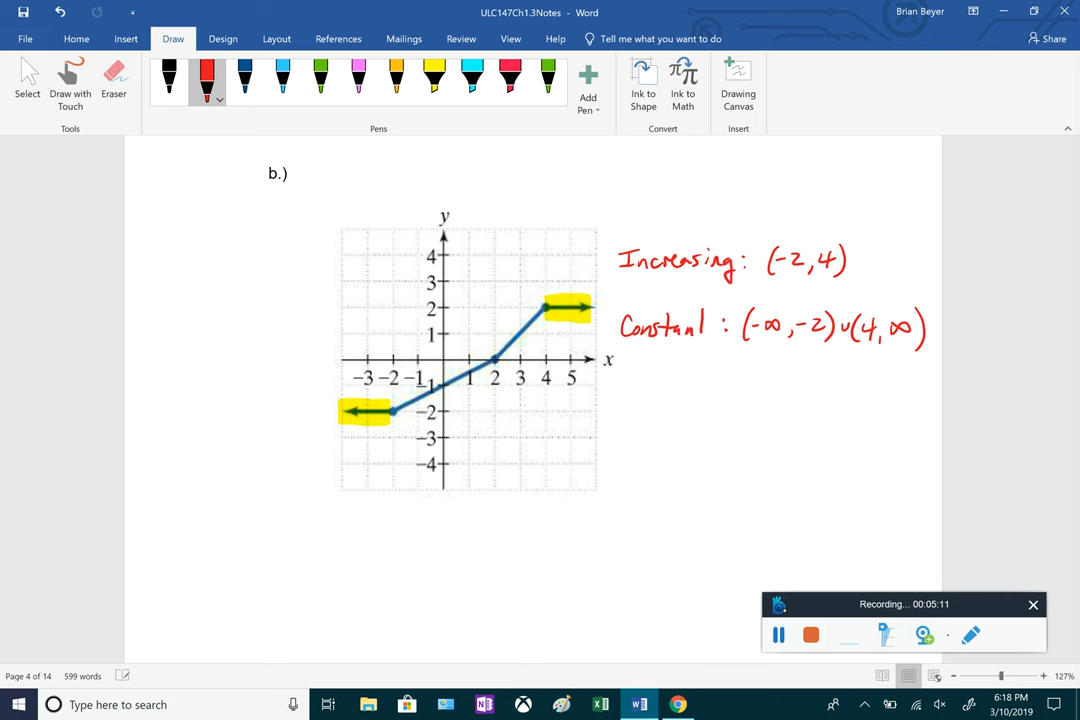 ULC147Ch1.3Notes - Word
Brian Beyer
File Home Insert Draw Design Layout References Mailings Review View Help Tell me what you want to do Share
Select Draw with Touch Eraser Add Pen Ink to Shape Ink to Math Drawing Canvas
Tools Pens Convert Insert
b.)
y
4
3
2
1
-3 -2 -1 1 2 3 4 5 x
-1
-2
-3
-4
Increasing: (-2,4)
Constant : (-∞,-2)∪(4,∞)
Recording... 00:05:11
Page 4 of 14 599 words 127%
Type here to search
6:18 PM
3/10/2019